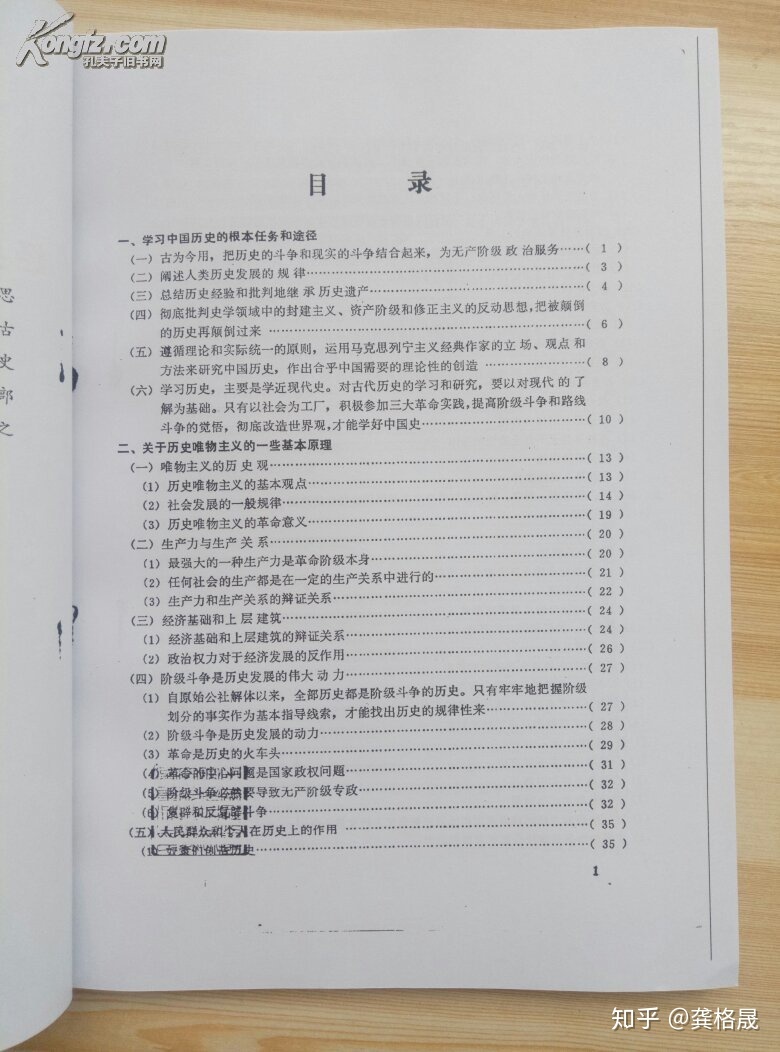 Kongfz.com
孔夫子旧书网
思古史郎之
目 录
一、学习中国历史的根本任务和途径
(一) 古为今用,把历史的斗争和现实的斗争结合起来,为无产阶级政治服务……( 1 )
(二) 阐述人类历史发展的规律……( 3 )
(三) 总结历史经验和批判地继承历史遗产……( 4 )
(四) 彻底批判史学领域中的封建主义、资产阶级和修正主义的反动思想,把被颠倒
的历史再颠倒过来……( 6 )
(五) 遵循理论和实际统一的原则,运用马克思列宁主义经典作家的立场、观点和
方法来研究中国历史,作出合乎中国需要的理论性的创造……( 8 )
(六) 学习历史,主要是学近现代史。对古代历史的学习和研究,要以对现代的了
解为基础。只有以社会为工厂,积极参加三大革命实践,提高阶级斗争和路线
斗争的觉悟,彻底改造世界观,才能学好中国史……( 10 )
二、关于历史唯物主义的一些基本原理
(一) 唯物主义的历史观……( 13 )
(1) 历史唯物主义的基本观点……( 13 )
(2) 社会发展的一般规律……( 14 )
(3) 历史唯物主义的革命意义……( 19 )
(二) 生产力与生产关系……( 20 )
(1) 最强大的一种生产力是革命阶级本身……( 20 )
(2) 任何社会的生产都是在一定的生产关系中进行的……( 21 )
(3) 生产力和生产关系的辩证关系……( 22 )
(三) 经济基础和上层建筑……( 24 )
(1) 经济基础和上层建筑的辩证关系……( 24 )
(2) 政治权力对于经济发展的反作用……( 26 )
(四) 阶级斗争是历史发展的伟大动力……( 27 )
(1) 自原始公社解体以来,全部历史都是阶级斗争的历史。只有牢牢地把握阶级
划分的事实作为基本指导线索,才能找出历史的规律性来……( 27 )
(2) 阶级斗争是历史发展的动力……( 28 )
(3) 革命是历史的火车头……( 29 )
(4) 革命的中心问题是国家政权问题……( 31 )
(5) 阶级斗争必然要导致无产阶级专政……( 32 )
(6) 复辟和反复辟斗争……( 32 )
(五) 人民群众和个人在历史上的作用……( 35 )
(1) 奴隶们创造历史……( 35 )
1
知乎 @龚格晟